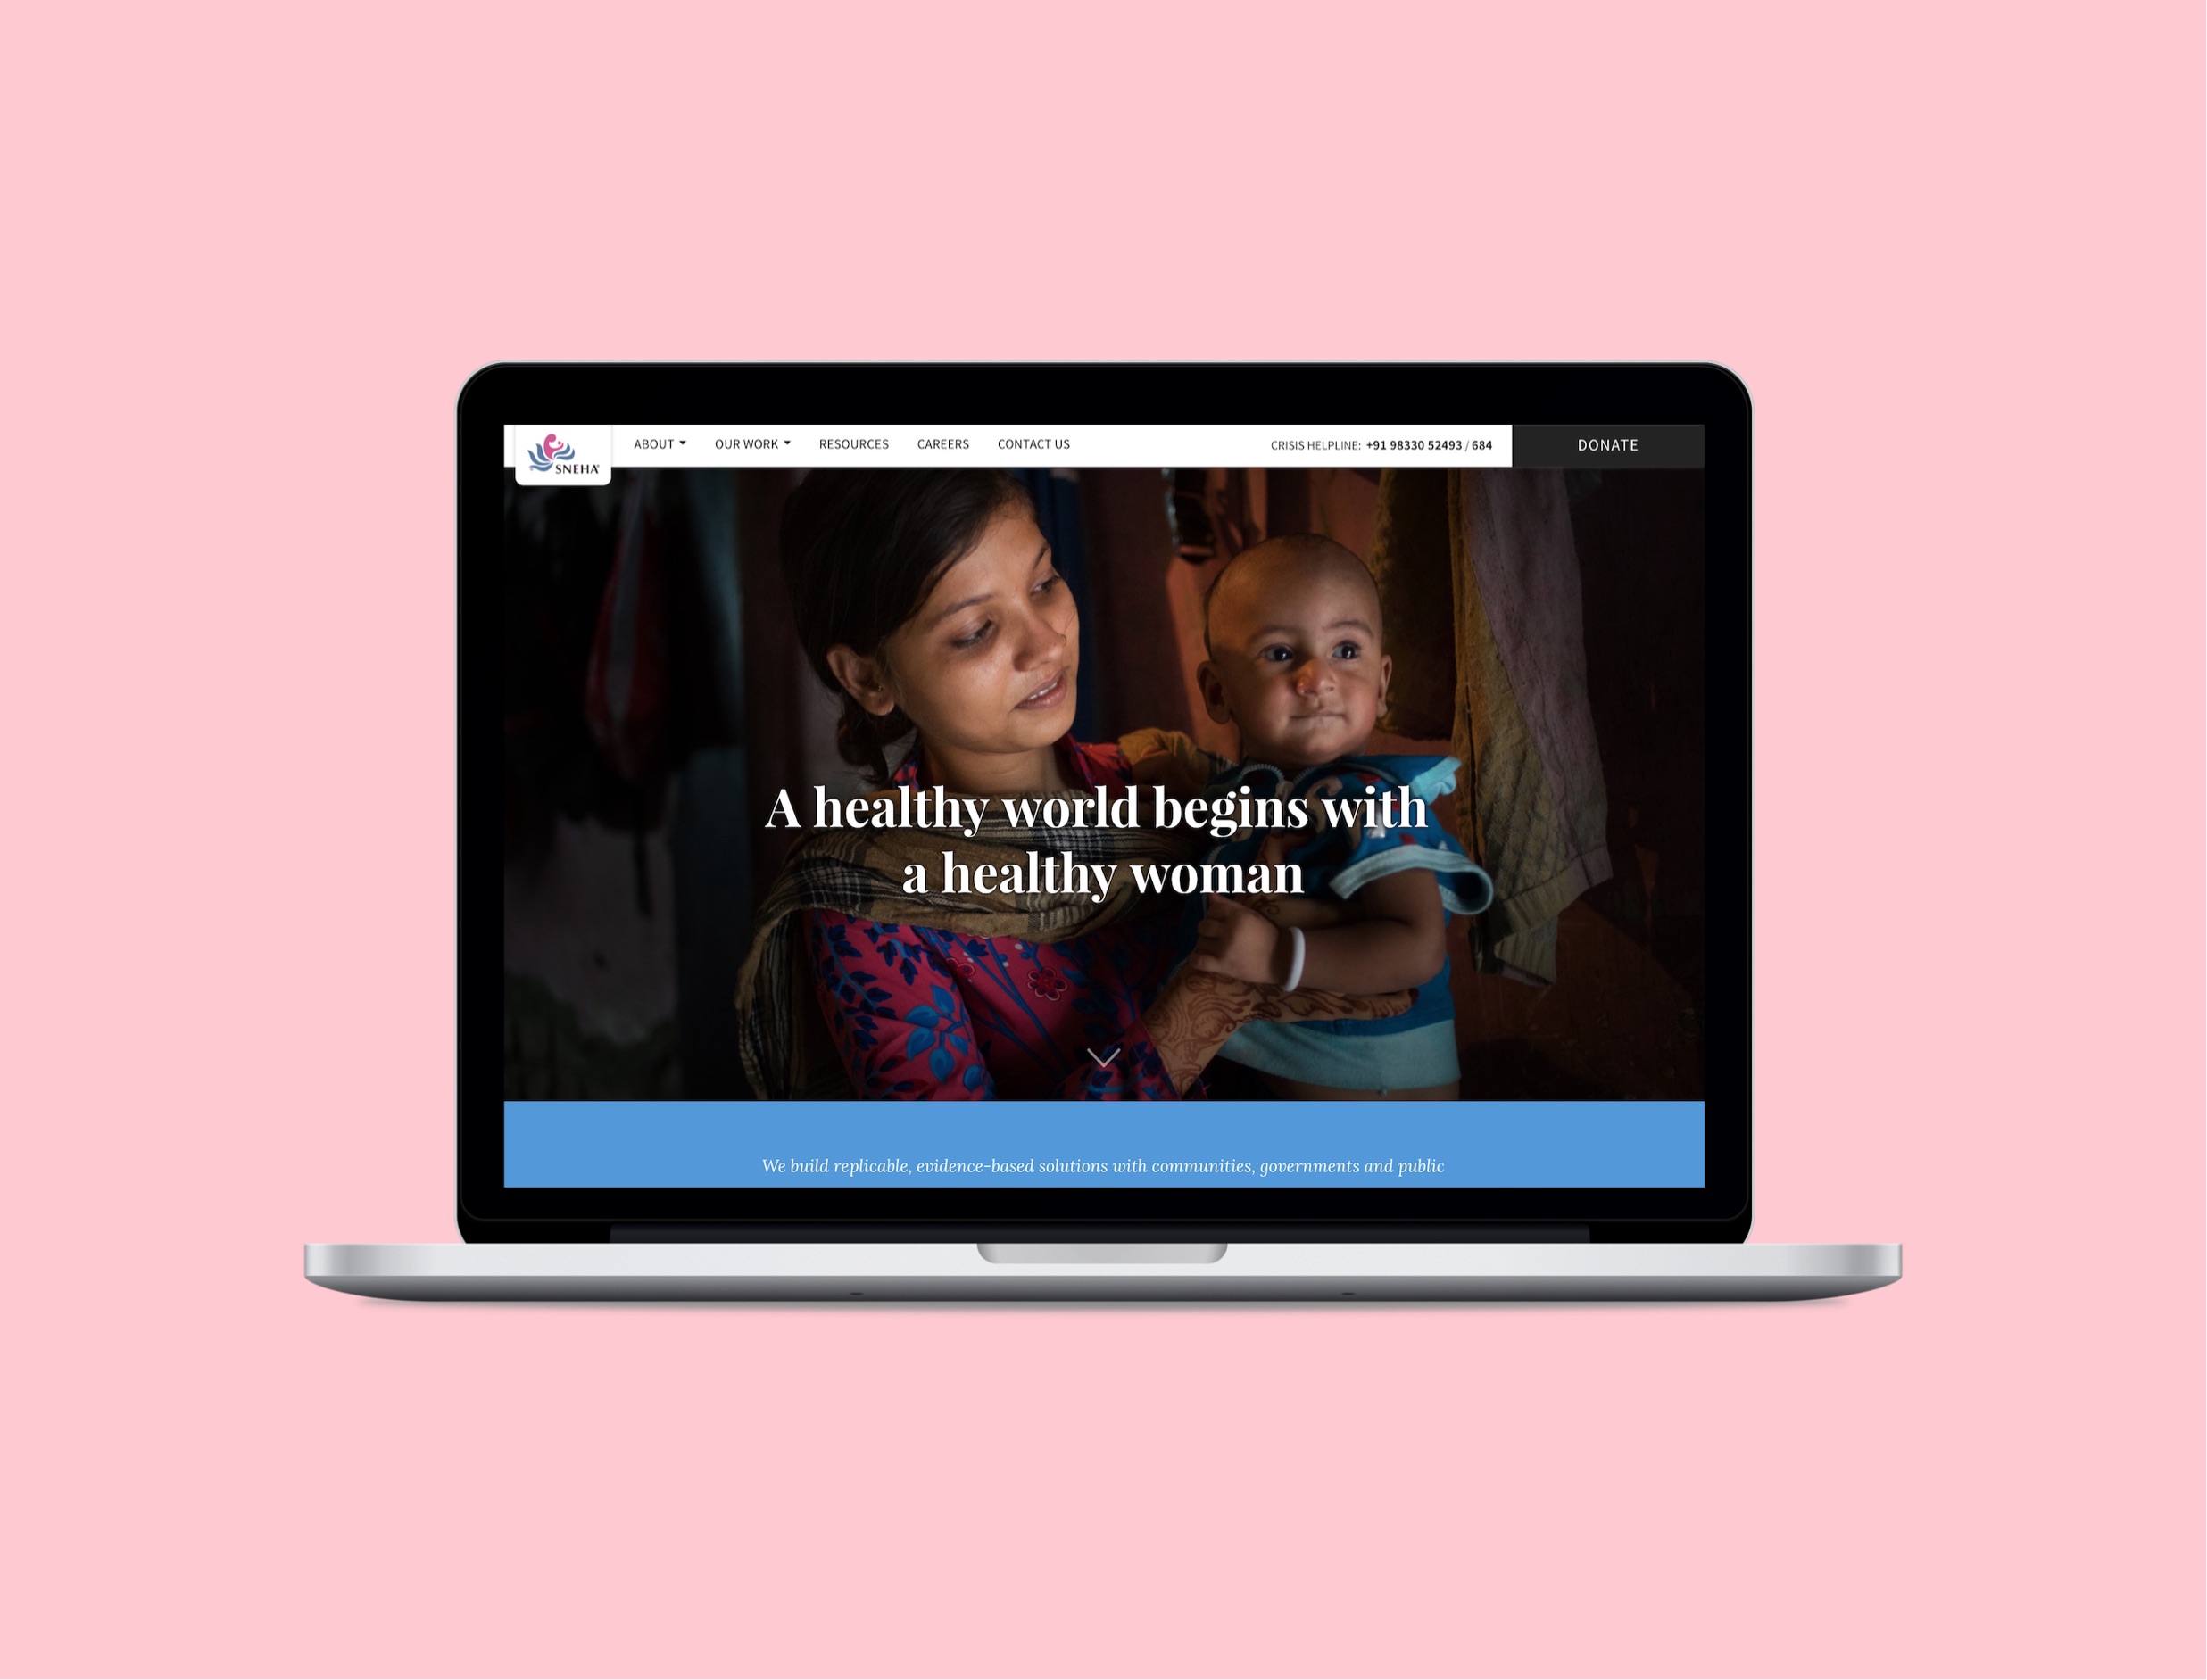 SNEHA
ABOUT
OUR WORK
RESOURCES
CAREERS
CONTACT US
CRISIS HELPLINE: +91 98330 52493 / 684
DONATE
A healthy world begins with
a healthy woman
We build replicable, evidence-based solutions with communities, governments and public